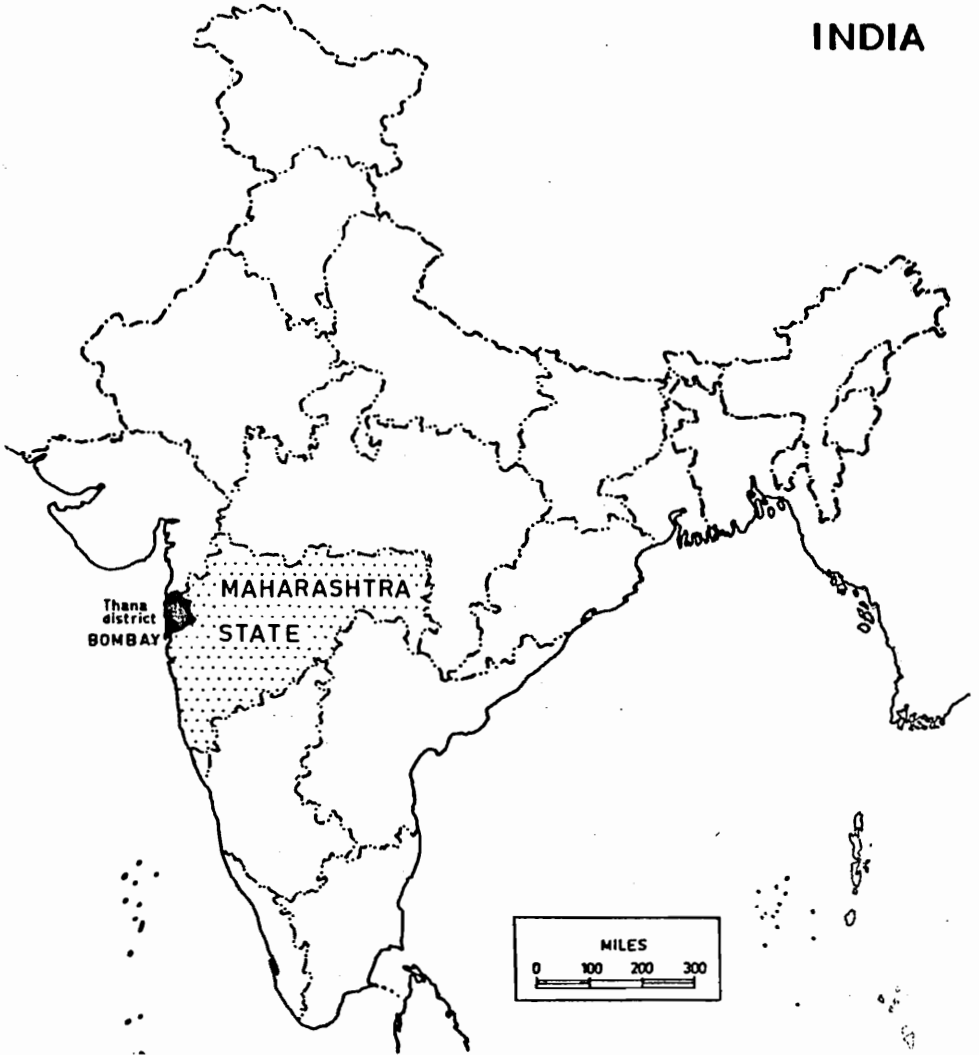 INDIA
MAHARASHTRA
STATE
Thana
district
BOMBAY
MILES
0 100 200 300